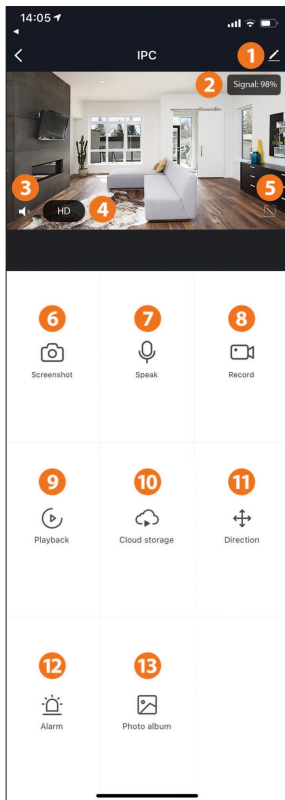 14:05
IPC
1
2
Signal: 98%
3
HD
4
5
6
7
8
Screenshot
Speak
Record
9
10
11
Playback
Cloud storage
Direction
12
13
Alarm
Photo album